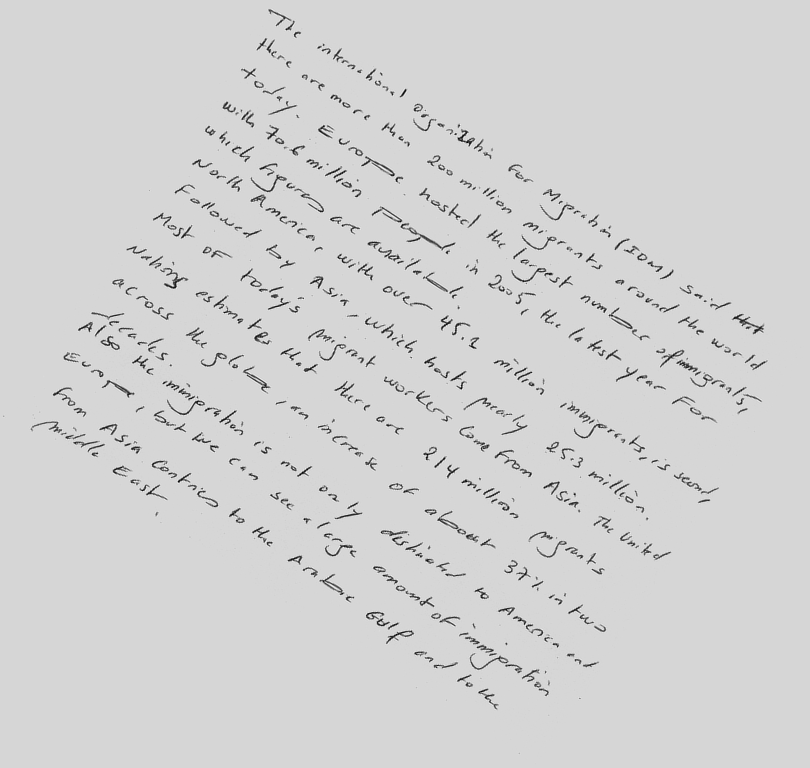 The international organization For Migration (IOM) said that
there are more than 200 million migrants around the world
today. Europe hosted the largest number of immigrants,
with 70.6 million People in 2005, the latest year For
which figures are available.
North America, with over 45.1 million immigrants, is second,
Followed by Asia, which hosts nearly 25.3 million.
Most of today's migrant workers Come From Asia. The United
Nations estimates that there are 214 million migrants
across the globe, an increase of about 37% in two
decades.
Also the immigration is not only distinated to America and
Europe, but we can see a large amount of immigration
from Asia Contries to the Arabic Gulf and to the
middle East.